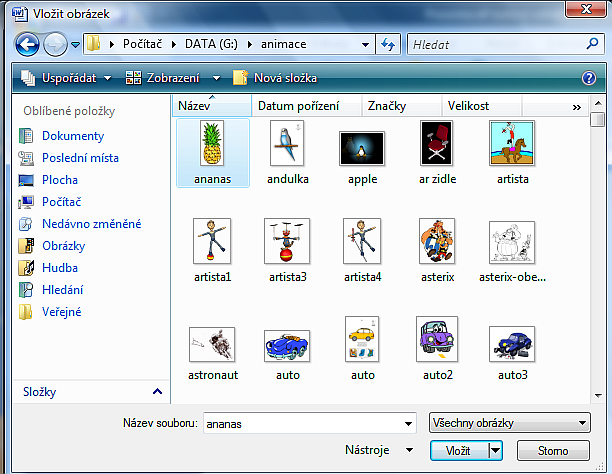 Vložit obrázek
Počítač ▸ DATA (G:) ▸ animace
Hledat
Uspořádat Zobrazení Nová složka
Oblíbené položky
Dokumenty
Poslední místa
Plocha
Počítač
Nedávno změněné
Obrázky
Hudba
Hledání
Veřejné
Složky
Název Datum pořízení Značky Velikost »
ananas andulka apple ar zidle artista
artista1 artista3 artista4 asterix asterix-obe...
astronaut auto auto auto2 auto3
Název souboru: ananas Všechny obrázky
Nástroje Vložit Storno